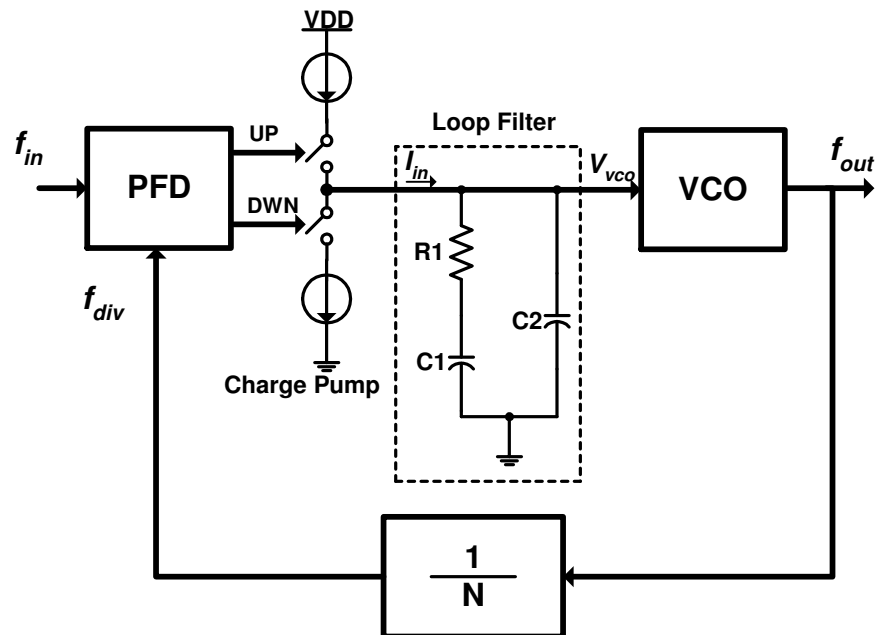 VDD
Loop Filter
f_in
PFD
UP
DWN
I_in
V_vco
VCO
f_out
R1
C1
C2
f_div
Charge Pump
1
N